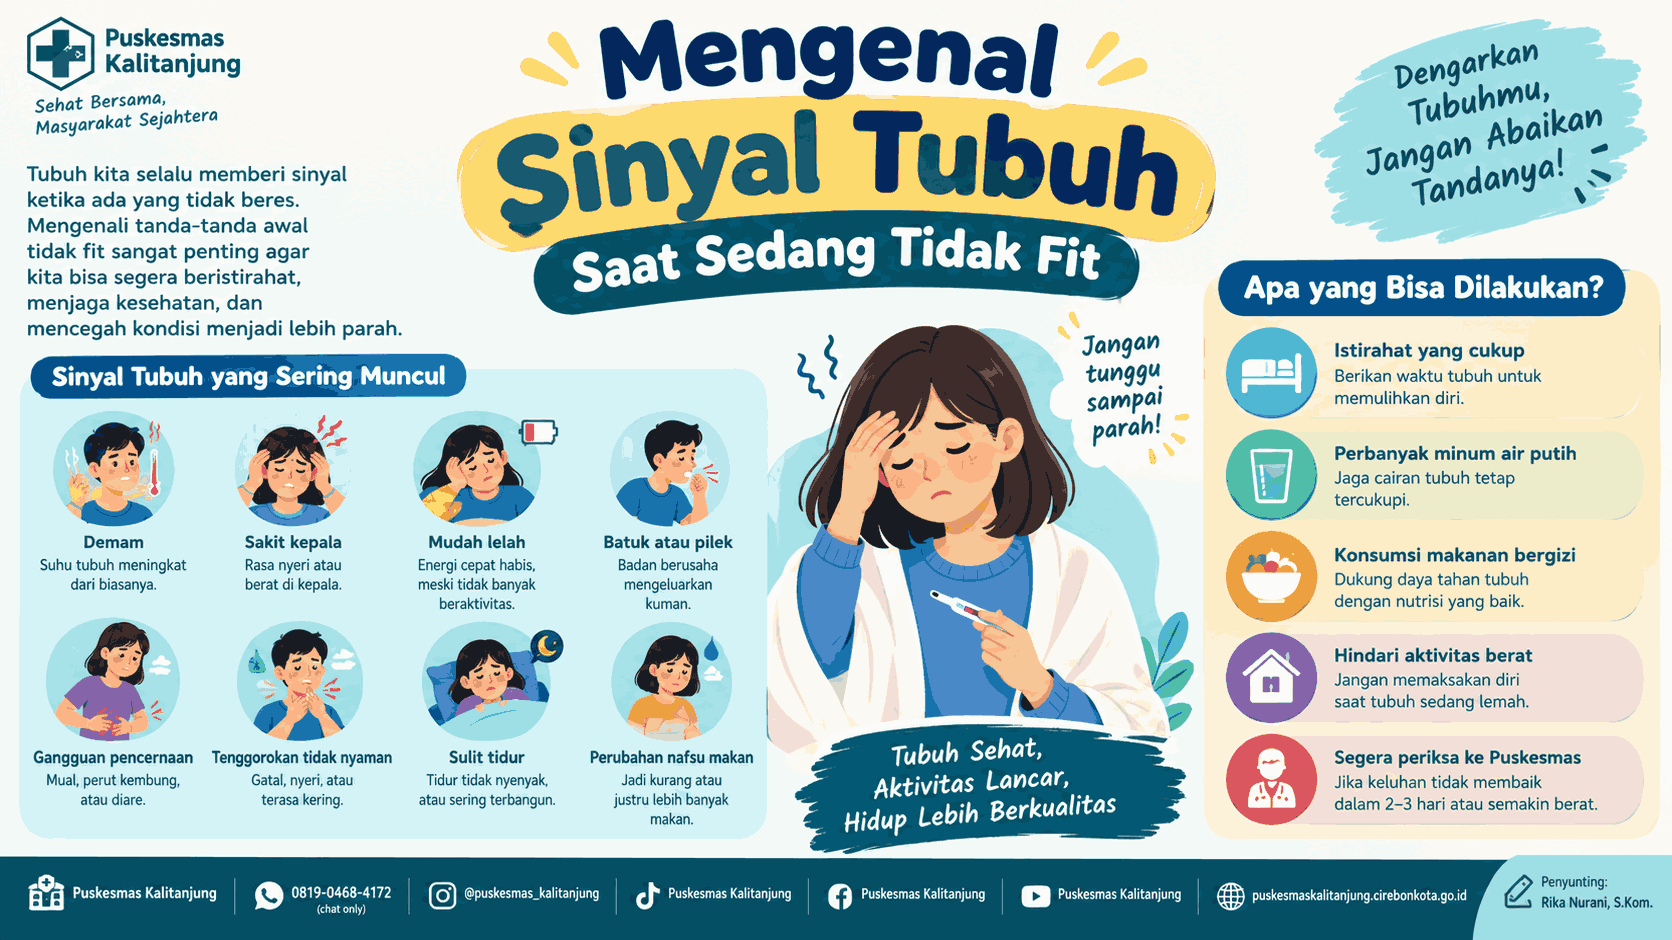 Puskesmas
Kalitanjung
Sehat Bersama,
Masyarakat Sejahtera
Mengenal
Sinyal Tubuh
Saat Sedang Tidak Fit
Dengarkan
Tubuhmu,
Jangan Abaikan
Tandanya!
Tubuh kita selalu memberi sinyal
ketika ada yang tidak beres.
Mengenali tanda-tanda awal
tidak fit sangat penting agar
kita bisa segera beristirahat,
menjaga kesehatan, dan
mencegah kondisi menjadi lebih parah.
Sinyal Tubuh yang Sering Muncul
Demam
Suhu tubuh meningkat
dari biasanya.
Sakit kepala
Rasa nyeri atau
berat di kepala.
Mudah lelah
Energi cepat habis,
meski tidak banyak
beraktivitas.
Batuk atau pilek
Badan berusaha
mengeluarkan
kuman.
Gangguan pencernaan
Mual, perut kembung,
atau diare.
Tenggorokan tidak nyaman
Gatal, nyeri, atau
terasa kering.
Sulit tidur
Tidur tidak nyenyak,
atau sering terbangun.
Perubahan nafsu makan
Jadi kurang atau
justru lebih banyak
makan.
Jangan
tunggu
sampai
parah!
Tubuh Sehat,
Aktivitas Lancar,
Hidup Lebih Berkualitas
Apa yang Bisa Dilakukan?
Istirahat yang cukup
Berikan waktu tubuh untuk
memulihkan diri.
Perbanyak minum air putih
Jaga cairan tubuh tetap
tercukupi.
Konsumsi makanan bergizi
Dukung daya tahan tubuh
dengan nutrisi yang baik.
Hindari aktivitas berat
Jangan memaksakan diri
saat tubuh sedang lemah.
Segera periksa ke Puskesmas
Jika keluhan tidak membaik
dalam 2–3 hari atau semakin berat.
Puskesmas Kalitanjung
0819-0468-4172
(chat only)
@puskesmas_kalitanjung
Puskesmas Kalitanjung
Puskesmas Kalitanjung
Puskesmas Kalitanjung
puskesmaskalitanjung.cirebonkota.go.id
Penyunting:
Rika Nurani, S.Kom.